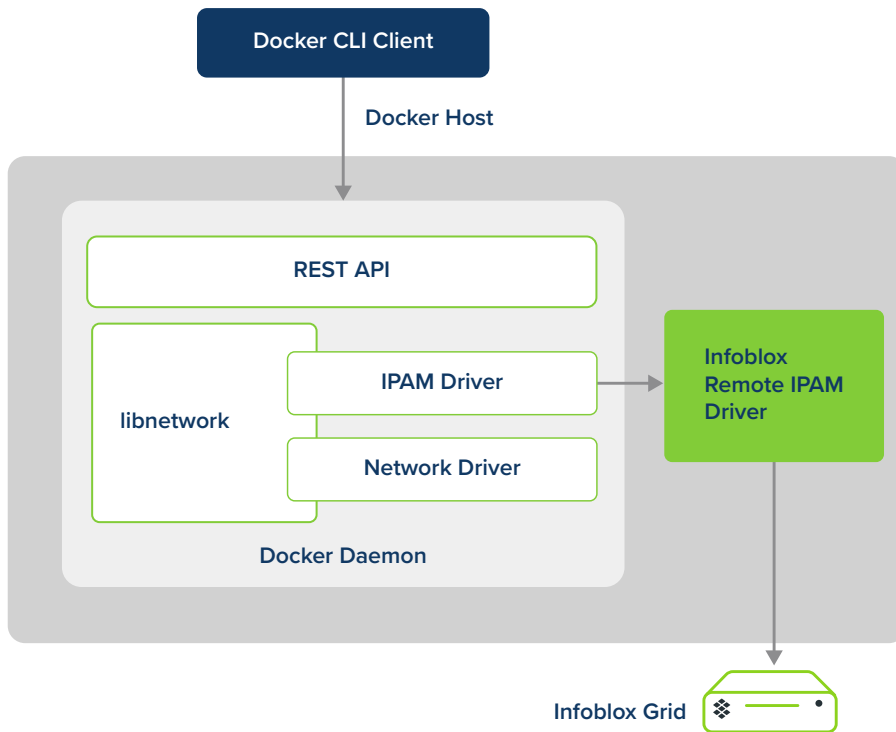 Docker CLI Client
Docker Host
REST API
IPAM Driver
libnetwork
Network Driver
Docker Daemon
Infoblox
Remote IPAM
Driver
Infoblox Grid